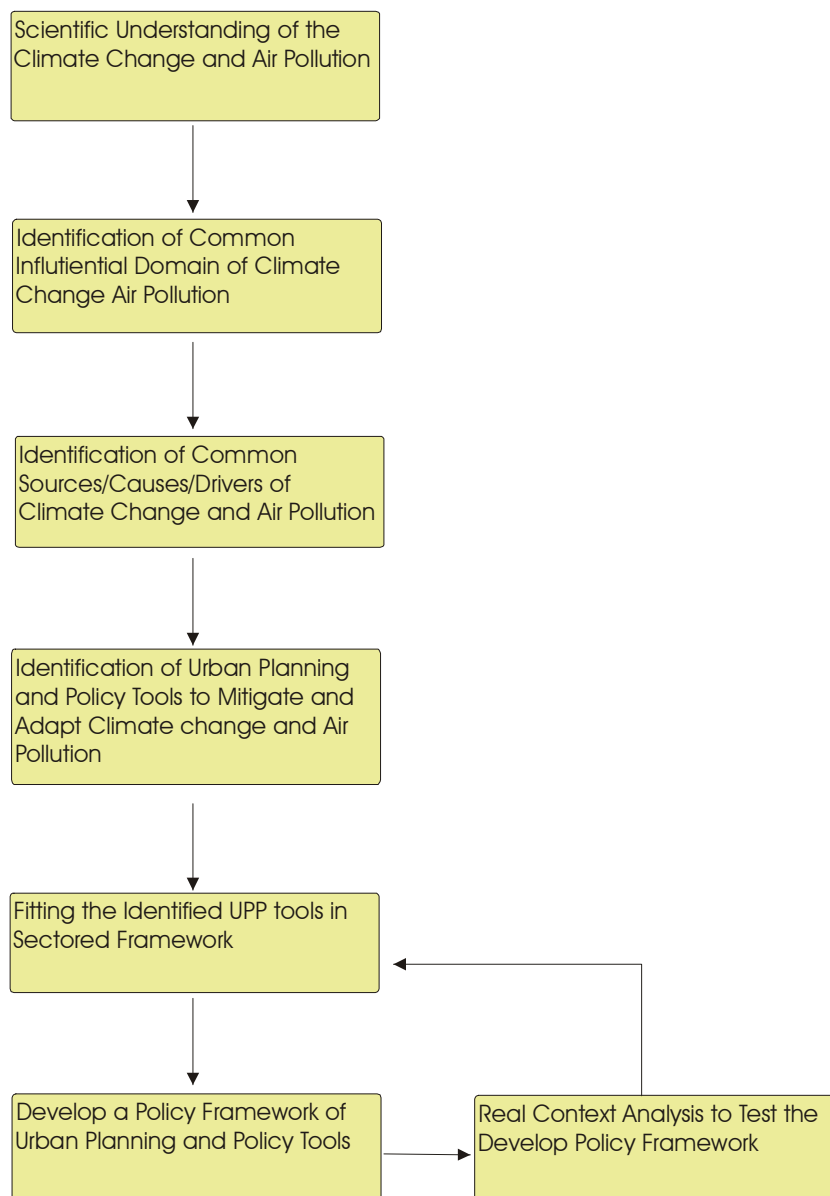 Scientific Understanding of the
Climate Change and Air Pollution
Identification of Common
Influtiential Domain of Climate
Change Air Pollution
Identification of Common
Sources/Causes/Drivers of
Climate Change and Air Pollution
Identification of Urban Planning
and Policy Tools to Mitigate and
Adapt Climate change and Air
Pollution
Fitting the Identified UPP tools in
Sectored Framework
Develop a Policy Framework of
Urban Planning and Policy Tools
Real Context Analysis to Test the
Develop Policy Framework